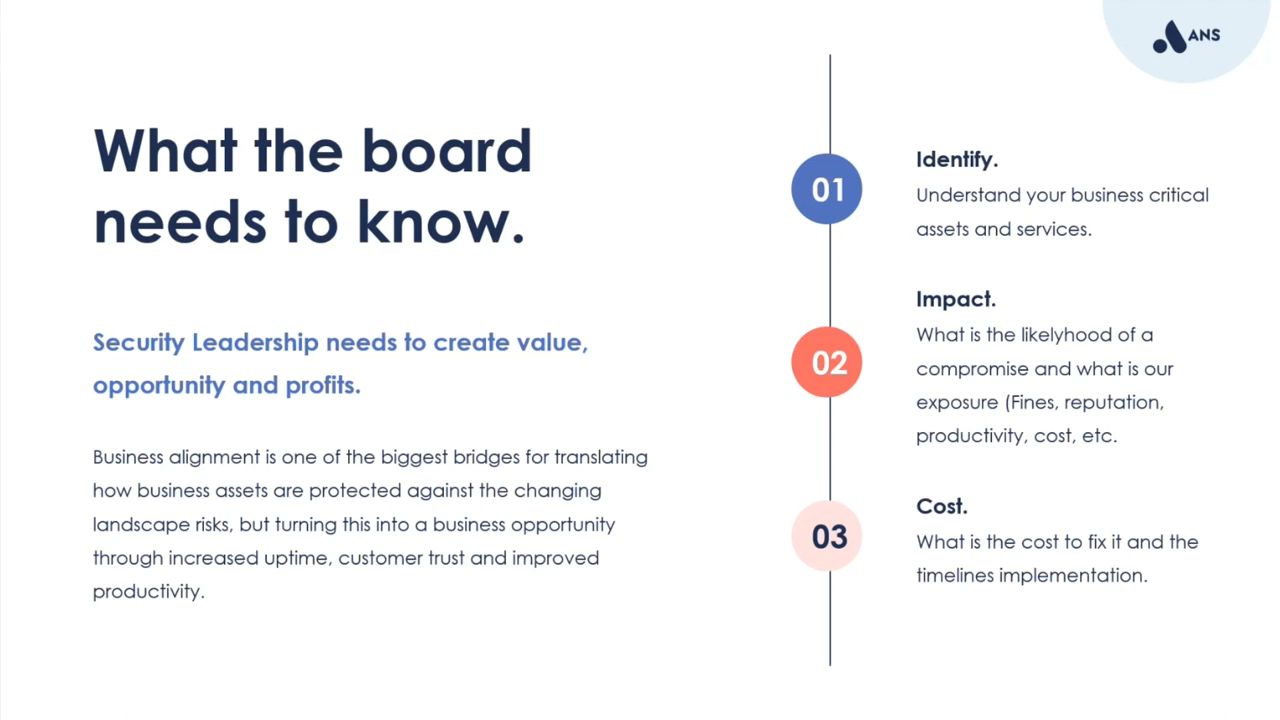 ANS
What the board
needs to know.
Security Leadership needs to create value,
opportunity and profits.
Business alignment is one of the biggest bridges for translating
how business assets are protected against the changing
landscape risks, but turning this into a business opportunity
through increased uptime, customer trust and improved
productivity.
01
Identify.
Understand your business critical
assets and services.
02
Impact.
What is the likelyhood of a
compromise and what is our
exposure (Fines, reputation,
productivity, cost, etc.
03
Cost.
What is the cost to fix it and the
timelines implementation.